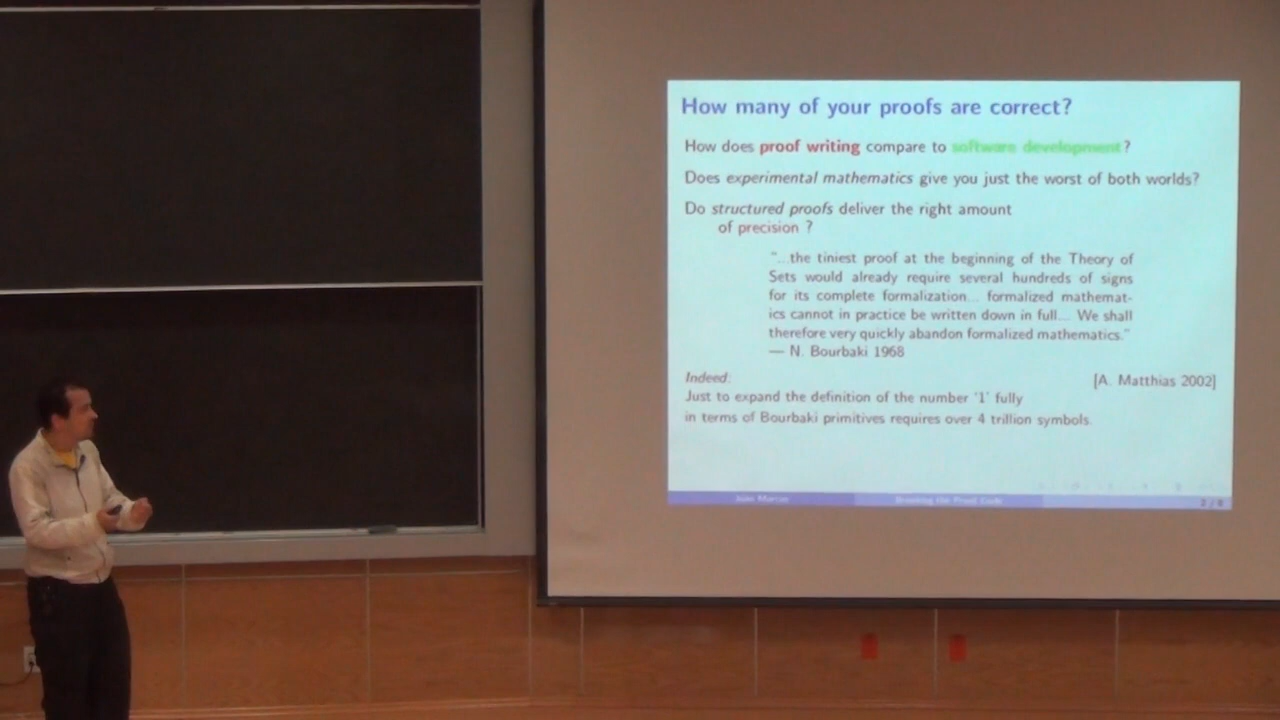 How many of your proofs are correct?
How does proof writing compare to software development?
Does experimental mathematics give you just the worst of both worlds?
Do structured proofs deliver the right amount
of precision ?
“...the tiniest proof at the beginning of the Theory of
Sets would already require several hundreds of signs
for its complete formalization... formalized mathemat-
ics cannot in practice be written down in full... We shall
therefore very quickly abandon formalized mathematics.”
— N. Bourbaki 1968
Indeed:
[A. Matthias 2002]
Just to expand the definition of the number ‘1’ fully
in terms of Bourbaki primitives requires over 4 trillion symbols.
the Proof Code